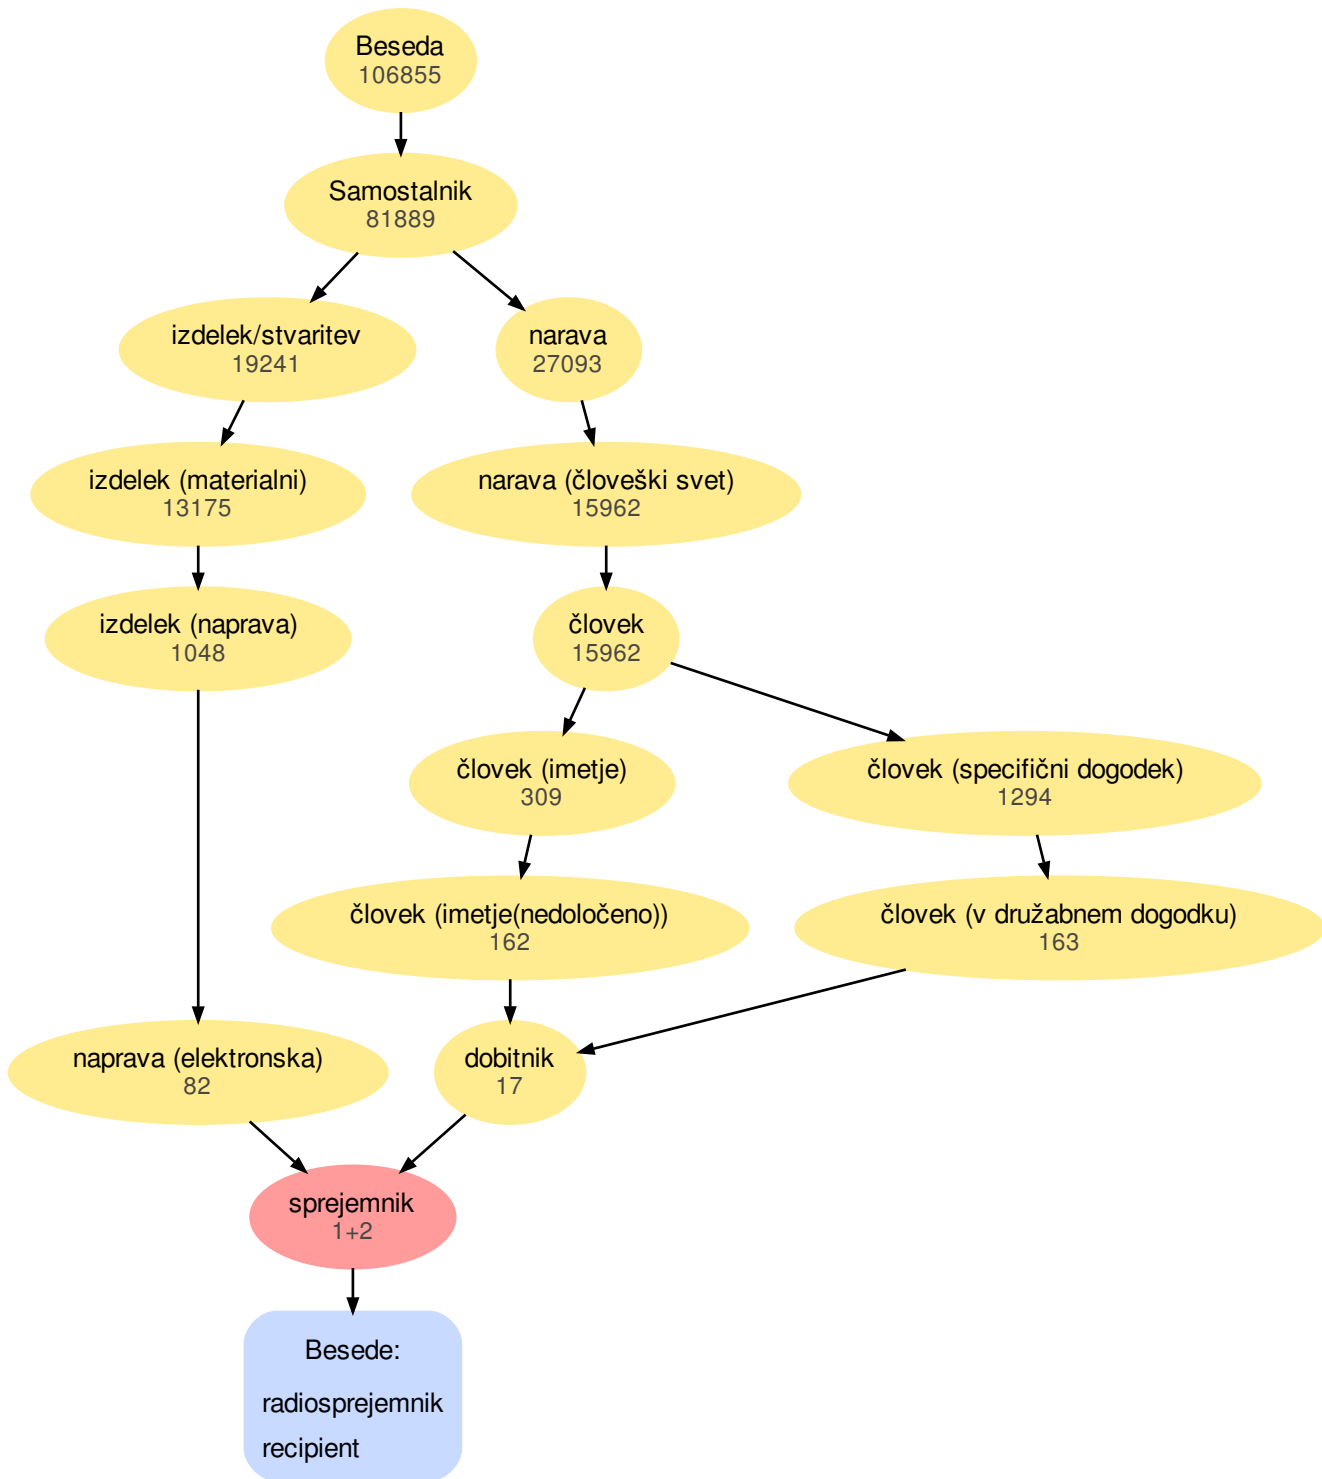 Beseda
106855
Samostalnik
81889
izdelek/stvaritev
19241
narava
27093
izdelek (materialni)
13175
narava (človeški svet)
15962
izdelek (naprava)
1048
človek
15962
človek (imetje)
309
človek (specifični dogodek)
1294
človek (imetje(nedoločeno))
162
človek (v družabnem dogodku)
163
naprava (elektronska)
82
dobitnik
17
sprejemnik
1+2
Besede:
radiosprejemnik
recipient